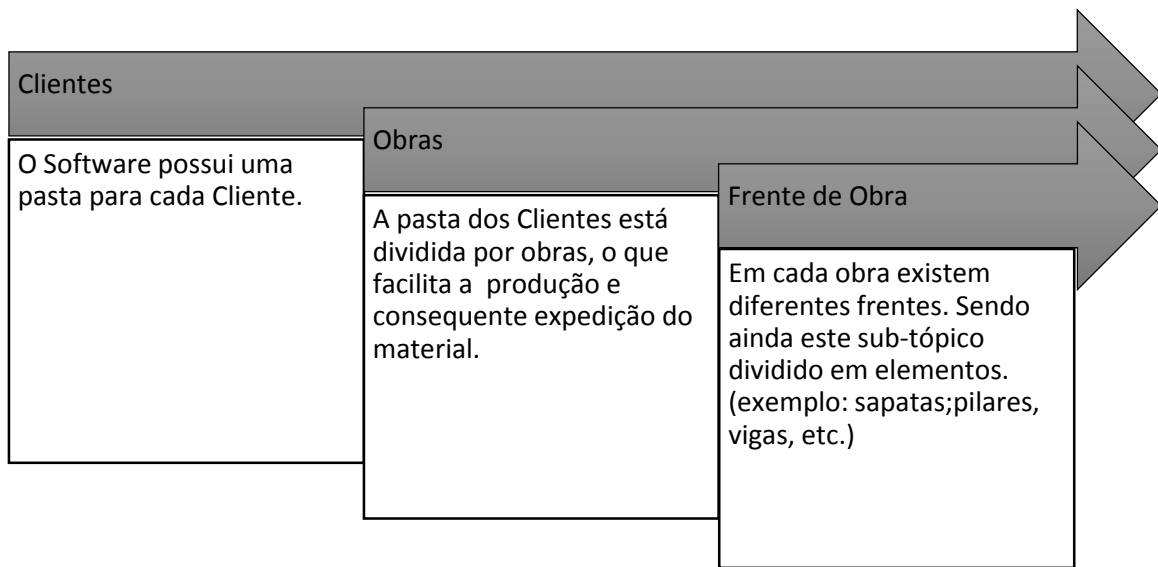 Clientes
O Software possui uma
pasta para cada Cliente.
Obras
A pasta dos Clientes está
dividida por obras, o que
facilita a  produção e
consequente expedição do
material.
Frente de Obra
Em cada obra existem
diferentes frentes. Sendo
ainda este sub-tópico
dividido em elementos.
(exemplo: sapatas;pilares,
vigas, etc.)